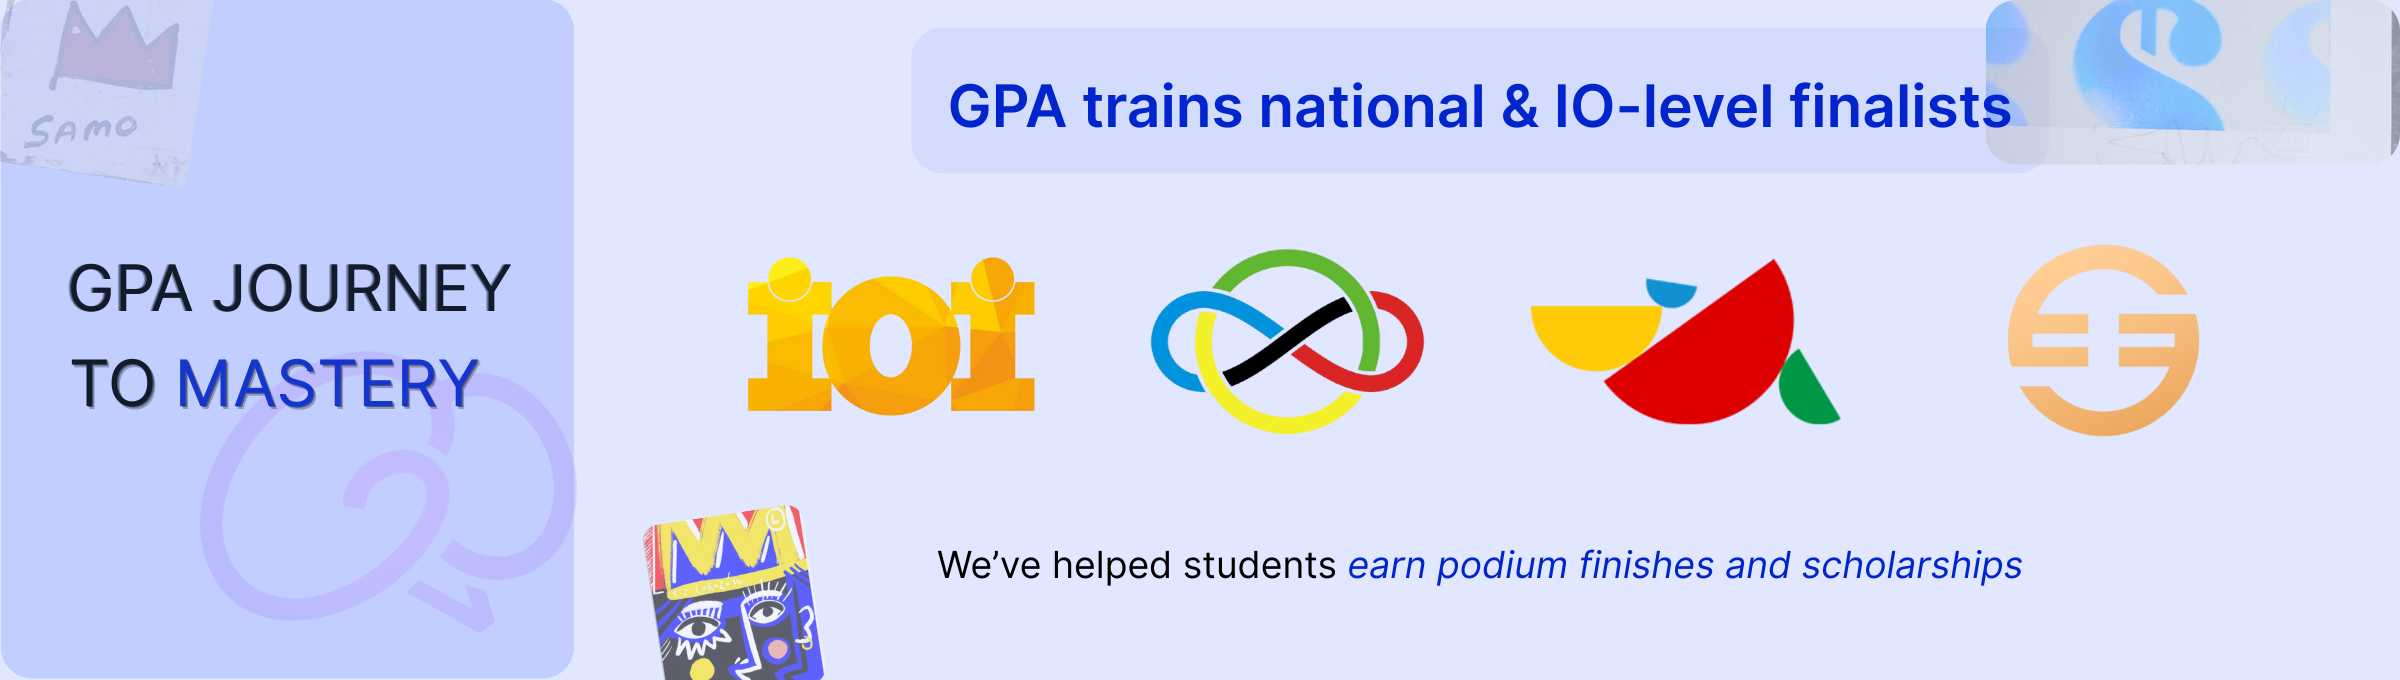 SAMO
GPA trains national & IO-level finalists
GPA JOURNEY
TO MASTERY
ioi
We’ve helped students earn podium finishes and scholarships